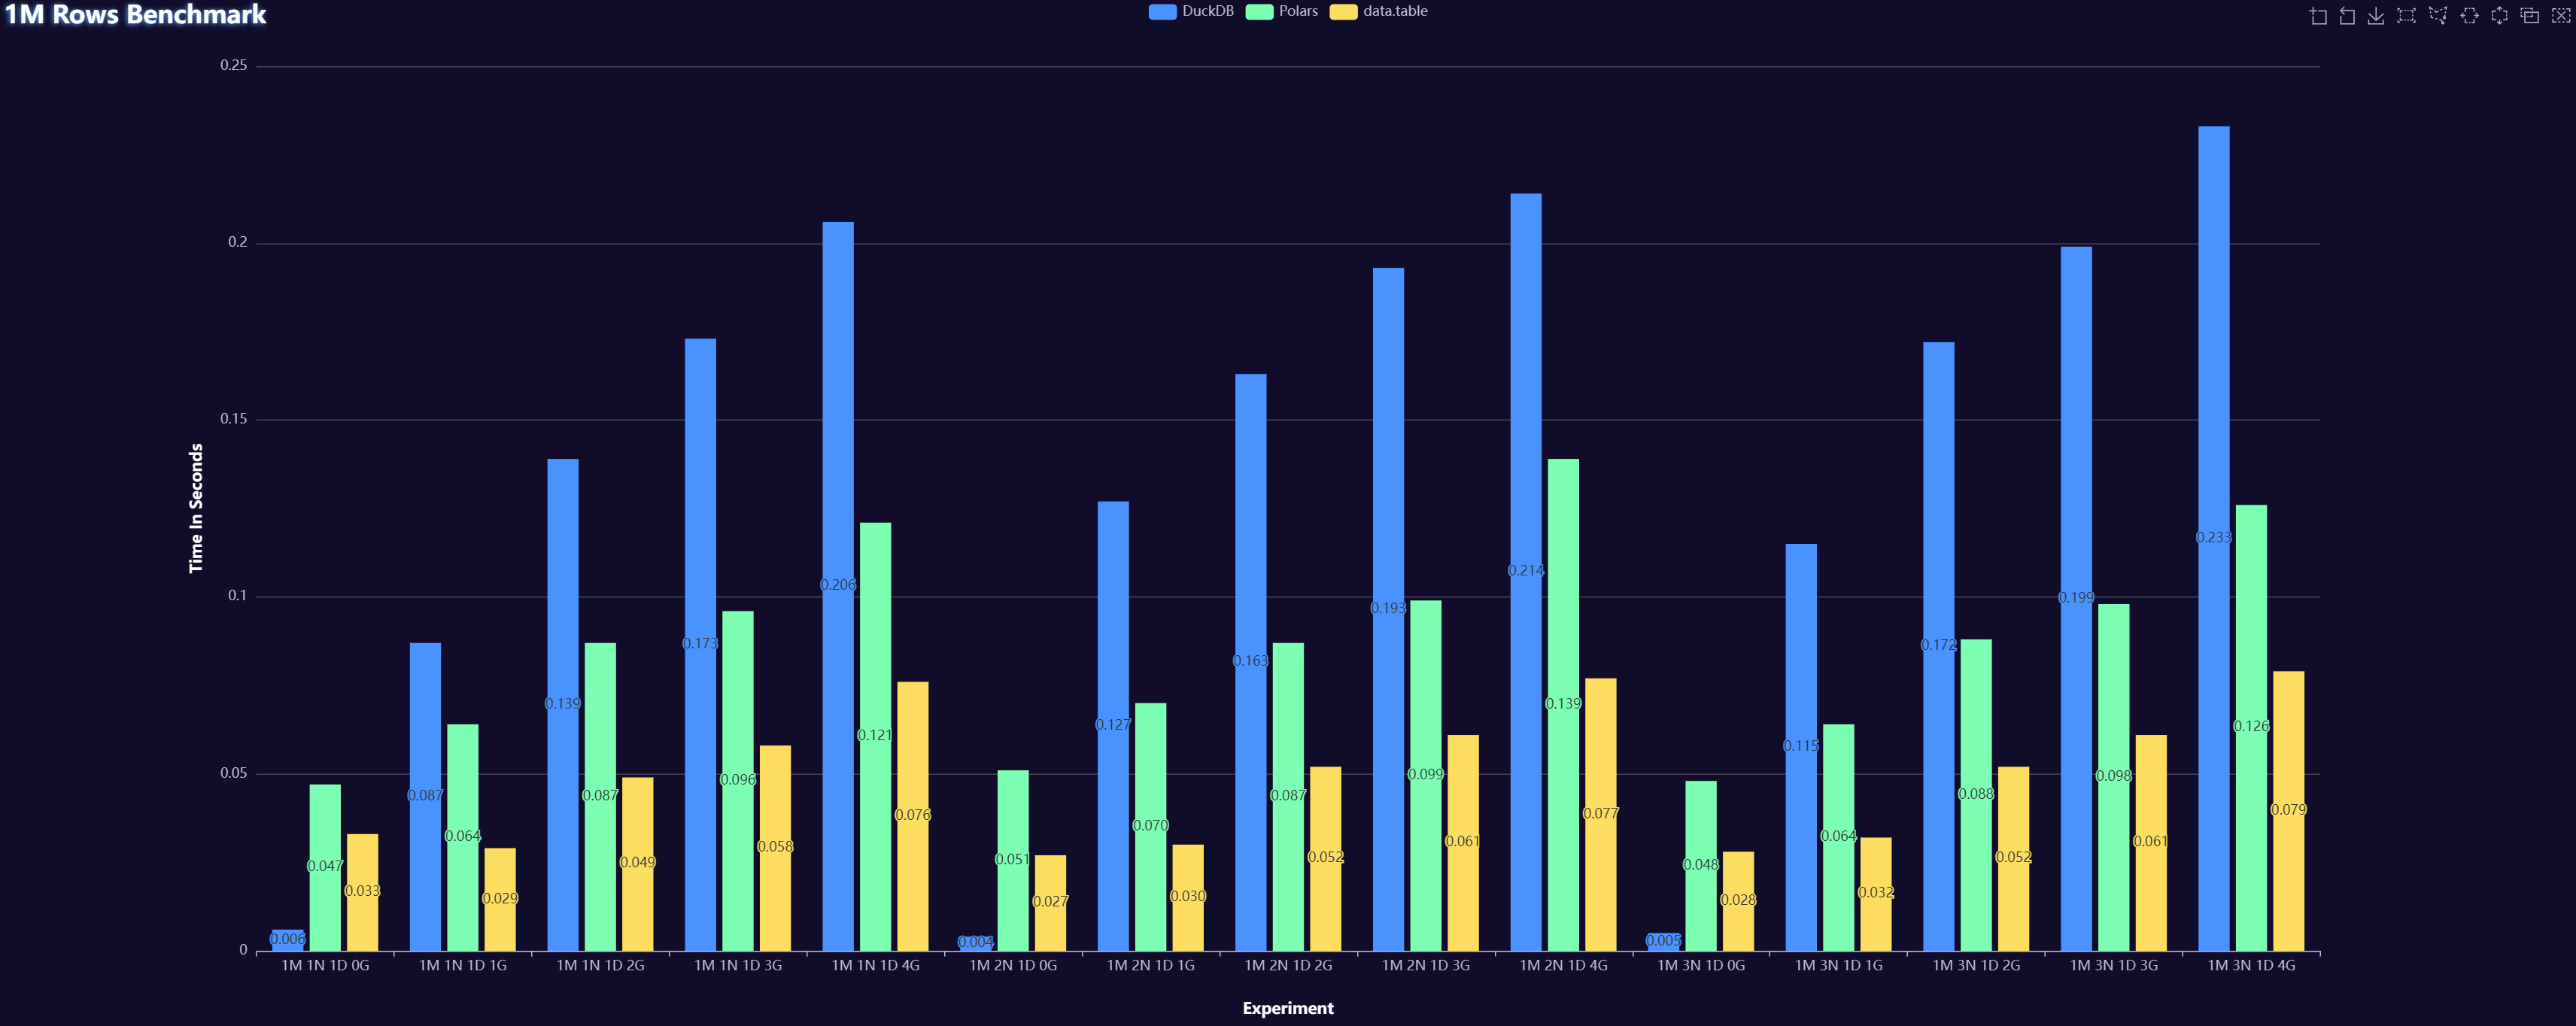 1M Rows Benchmark
DuckDB Polars data.table
0.25
0.2
0.15
0.1
0.05
0
Time In Seconds
0.006 0.047 0.033
0.087 0.064 0.029
0.139 0.087 0.049
0.173 0.096 0.058
0.206 0.121 0.076
0.004 0.051 0.027
0.127 0.070 0.030
0.163 0.087 0.052
0.193 0.099 0.061
0.214 0.139 0.077
0.005 0.048 0.028
0.115 0.064 0.032
0.172 0.088 0.052
0.199 0.098 0.061
0.233 0.126 0.079
1M 1N 1D 0G 1M 1N 1D 1G 1M 1N 1D 2G 1M 1N 1D 3G 1M 1N 1D 4G 1M 2N 1D 0G 1M 2N 1D 1G 1M 2N 1D 2G 1M 2N 1D 3G 1M 2N 1D 4G 1M 3N 1D 0G 1M 3N 1D 1G 1M 3N 1D 2G 1M 3N 1D 3G 1M 3N 1D 4G
Experiment